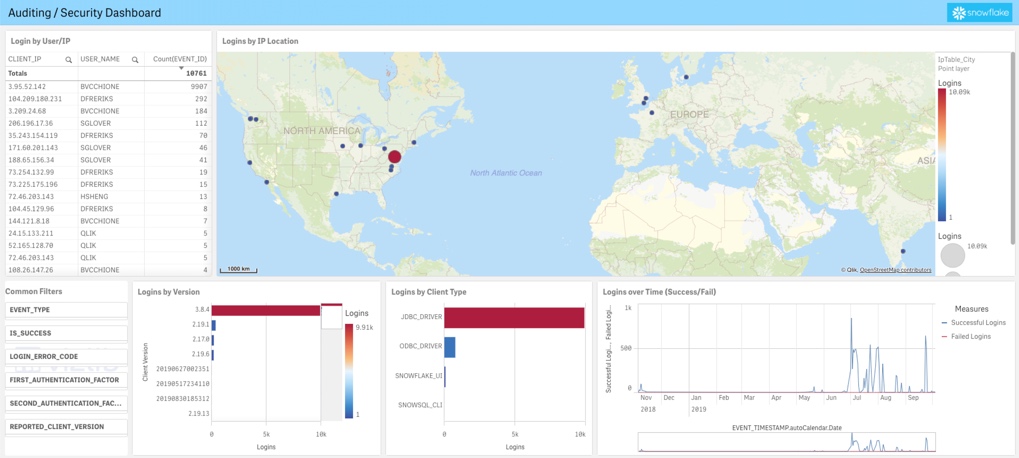 Auditing / Security Dashboard
snowflake
Login by User/IP
CLIENT_IP USER_NAME Count(EVENT_ID)
Totals 10761
3.95.52.142 BVCCHIONE 9907
104.209.180.231 DFRERIKS 292
3.209.24.68 BVCCHIONE 184
206.196.17.36 SGLOVER 112
35.243.154.119 DFRERIKS 70
171.60.201.143 SGLOVER 46
188.65.156.34 SGLOVER 41
73.254.132.99 DFRERIKS 19
73.225.175.196 DFRERIKS 15
72.46.203.143 HSHENG 13
104.45.129.96 DFRERIKS 8
144.121.8.18 BVCCHIONE 7
24.15.133.211 QLIK 5
52.165.128.70 QLIK 5
72.46.203.143 QLIK 5
108.26.147.26 BVCCHIONE 4
Logins by IP Location
NORTH AMERICA
North Atlantic Ocean
EUROPE
ASI
1000 km
© Qlik, OpenStreetMap contributors
IpTable_City
Point layer
Logins
10.09k
1
Logins
10.09k
Common Filters
EVENT_TYPE
IS_SUCCESS
LOGIN_ERROR_CODE
FIRST_AUTHENTICATION_FACTOR
SECOND_AUTHENTICATION_FAC...
REPORTED_CLIENT_VERSION
Logins by Version
Client Version
3.8.4
2.19.1
2.17.0
2.19.6
20190627002351
20190517234110
20190830185312
2.19.13
0 5k 10k
Logins
Logins
9.91k
1
Logins by Client Type
JDBC_DRIVER
ODBC_DRIVER
SNOWFLAKE_UI
SNOWSQL_CLI
0 5k 10k
Logins
Logins over Time (Success/Fail)
Successful Logi..., Failed Logi...
1k
500
0
Nov Dec Jan Feb Mar Apr May Jun Jul Aug Sep
2018 2019
EVENT_TIMESTAMP.autoCalendar.Date
Measures
Successful Logins
Failed Logins